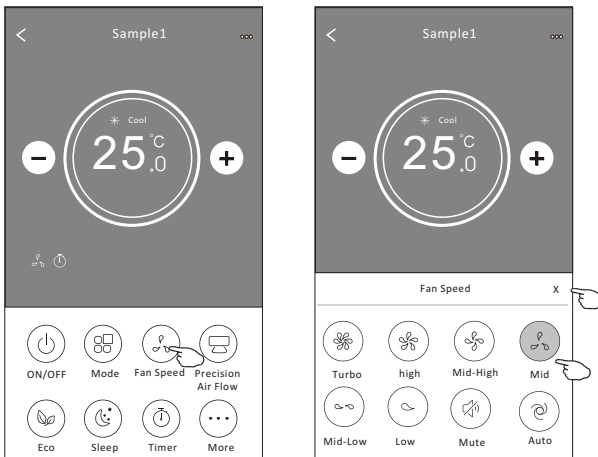 Sample1
Cool
25.0 °C
ON/OFF
Mode
Fan Speed
Precision
Air Flow
Eco
Sleep
Timer
More
Sample1
Cool
25.0 °C
Fan Speed X
Turbo
high
Mid-High
Mid
Mid-Low
Low
Mute
Auto